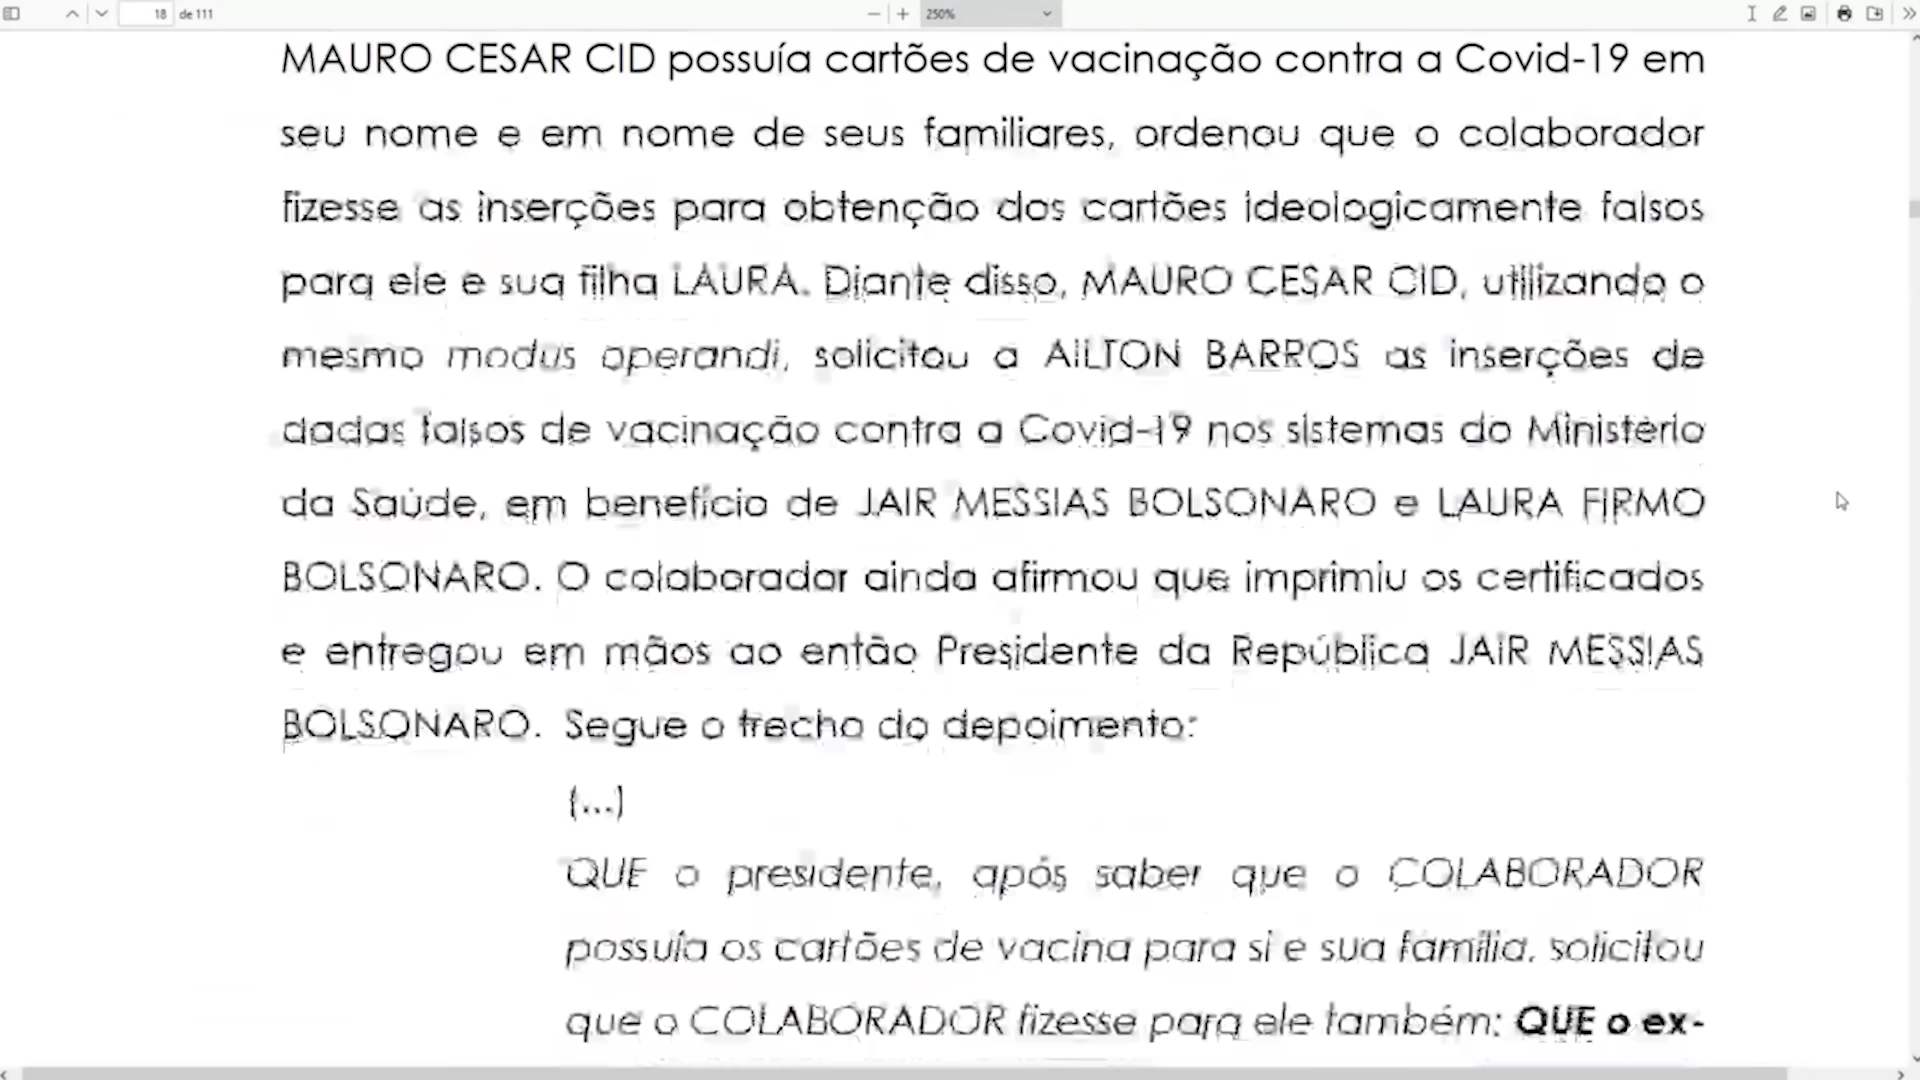 18 de 111
250%
MAURO CESAR CID possuía cartões de vacinação contra a Covid-19 em
seu nome e em nome de seus familiares, ordenou que o colaborador
fizesse as inserções para obtenção dos cartões ideologicamente falsos
para ele e sua filha LAURA. Diante disso, MAURO CESAR CID, utilizando o
mesmo modus operandi, solicitou a AILTON BARROS as inserções de
dados falsos de vacinação contra a Covid-19 nos sistemas do Ministério
da Saúde, em benefício de JAIR MESSIAS BOLSONARO e LAURA FIRMO
BOLSONARO. O colaborador ainda afirmou que imprimiu os certificados
e entregou em mãos ao então Presidente da República JAIR MESSIAS
BOLSONARO. Segue o trecho do depoimento:
(...)
QUE o presidente, após saber que o COLABORADOR
possuía os cartões de vacina para si e sua família, solicitou
que o COLABORADOR fizesse para ele também; QUE o ex-